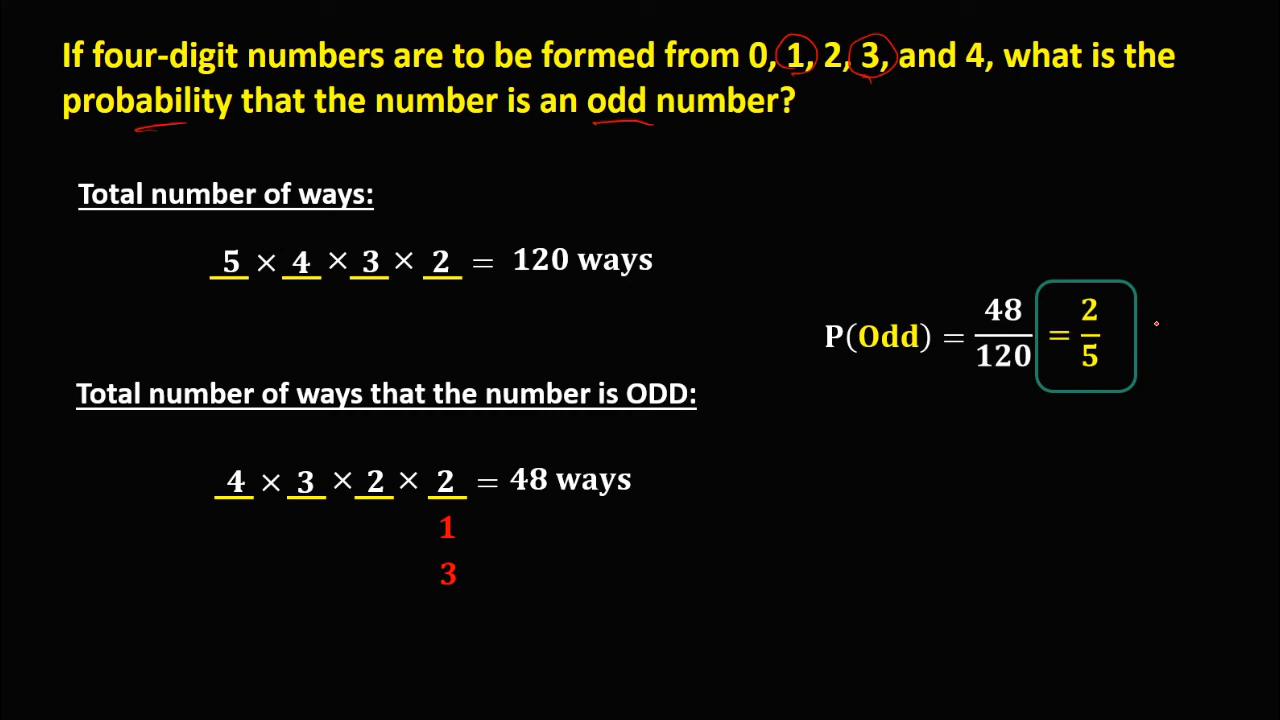 If four-digit numbers are to be formed from 0, 1, 2, 3, and 4, what is the
probability that the number is an odd number?
Total number of ways:
5 × 4 × 3 × 2 = 120 ways
P(Odd) = 48/120 = 2/5
Total number of ways that the number is ODD:
4 × 3 × 2 × 2 = 48 ways
1
3